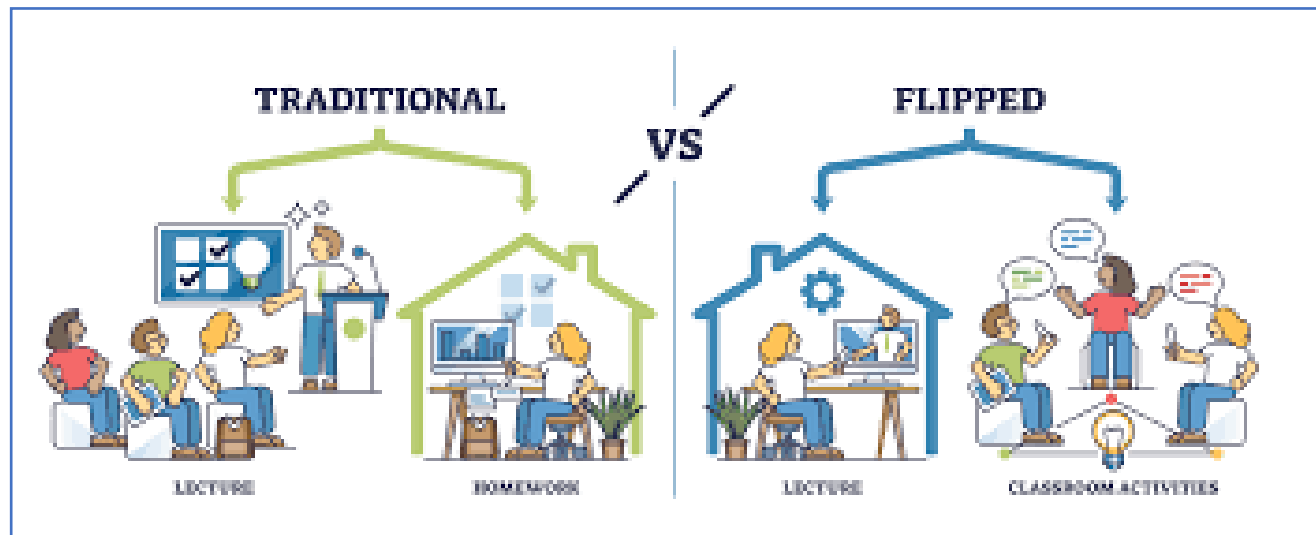 TRADITIONAL
VS
FLIPPED
LECTURE
HOMEWORK
LECTURE
CLASSROOM ACTIVITIES